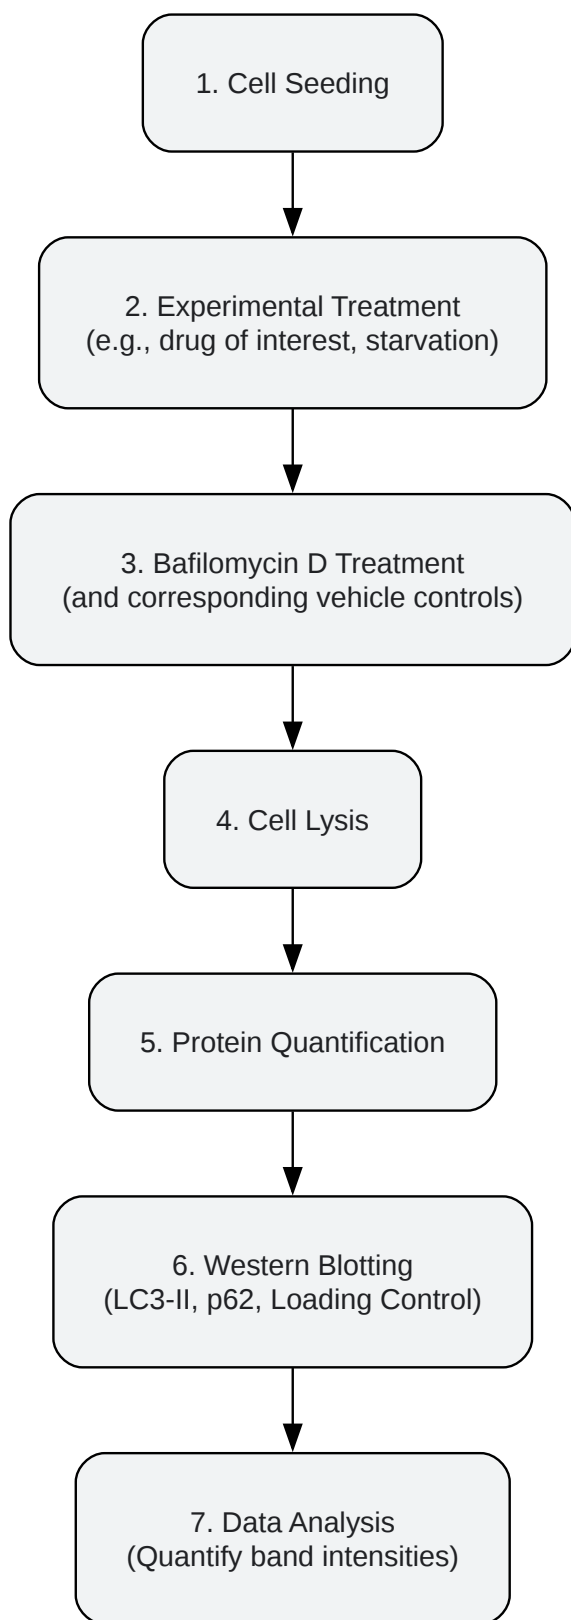 1. Cell Seeding
2. Experimental Treatment
(e.g., drug of interest, starvation)
3. Bafilomycin D Treatment
(and corresponding vehicle controls)
4. Cell Lysis
5. Protein Quantification
6. Western Blotting
(LC3-II, p62, Loading Control)
7. Data Analysis
(Quantify band intensities)